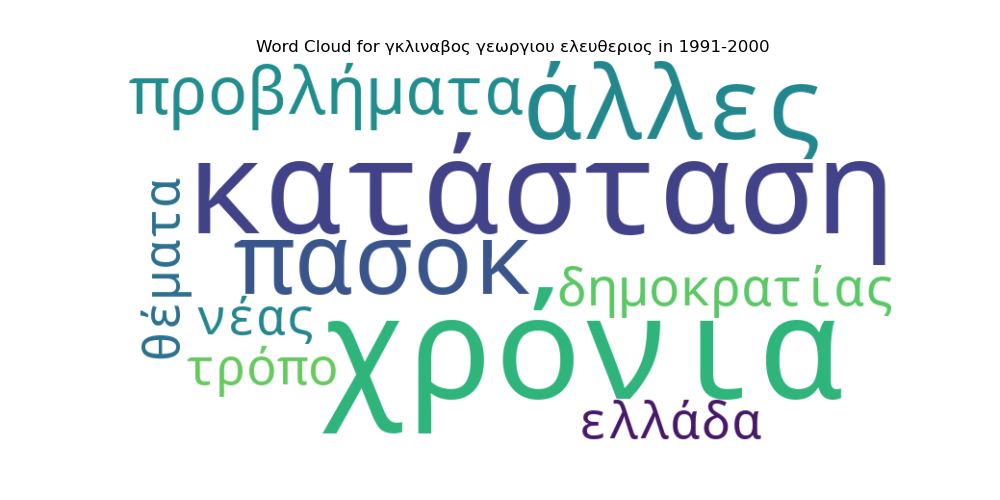 Word Cloud for γκλιναβος γεωργιου ελευθεριος in 1991-2000
προβλήματα
άλλες
κατάσταση
θέματα
πασοκ
δημοκρατίας
νέας
χρόνια
τρόπο
ελλάδα